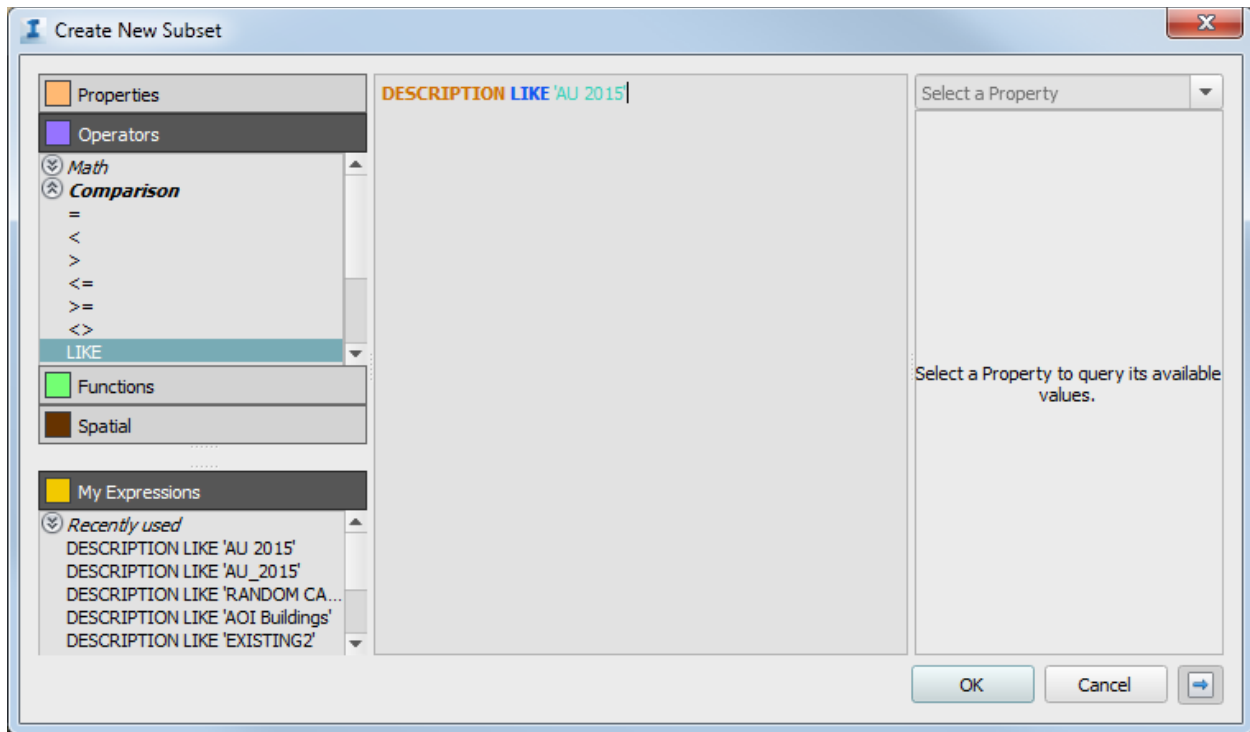 Create New Subset
Properties
Operators
Math
Comparison
=
<
>
<=
>=
<>
LIKE
Functions
Spatial
My Expressions
Recently used
DESCRIPTION LIKE 'AU 2015'
DESCRIPTION LIKE 'AU_2015'
DESCRIPTION LIKE 'RANDOM CA...
DESCRIPTION LIKE 'AOI Buildings'
DESCRIPTION LIKE 'EXISTING2'
DESCRIPTION LIKE 'AU 2015'
Select a Property
Select a Property to query its available
values.
OK
Cancel